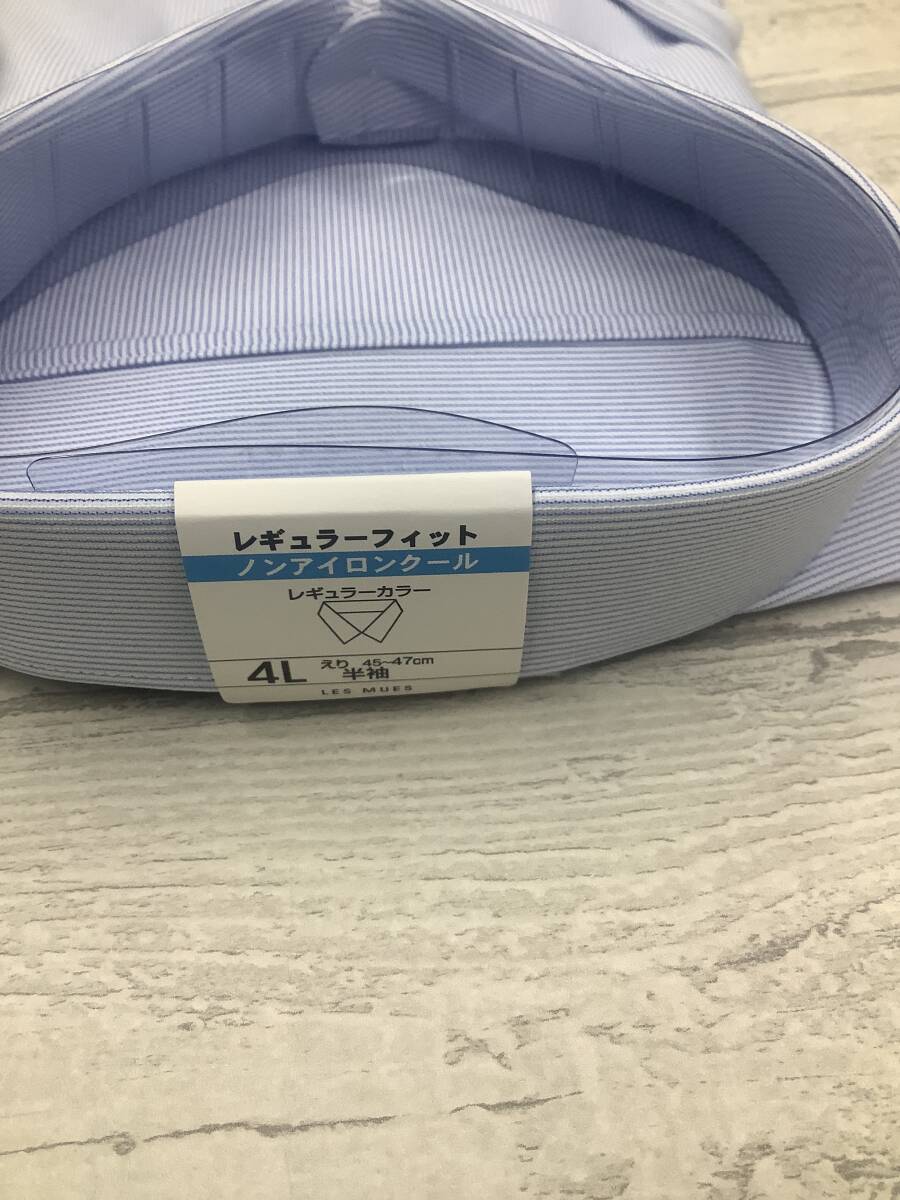 レギュラーフィット
ノンアイロンクール
レギュラーカラー
4L えり 45~47cm
半袖
LES MUES